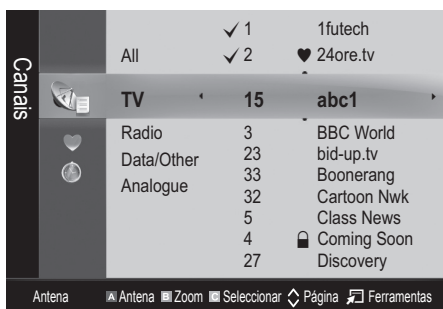 Canais
✓ 1 1futech
All ✓ 2 ♥ 24ore.tv
TV 15 abc1
Radio 3 BBC World
Data/Other 23 bid-up.tv
Analogue 33 Boonerang
32 Cartoon Nwk
5 Class News
4 Coming Soon
27 Discovery
Antena A Antena B Zoom C Seleccionar Página Ferramentas